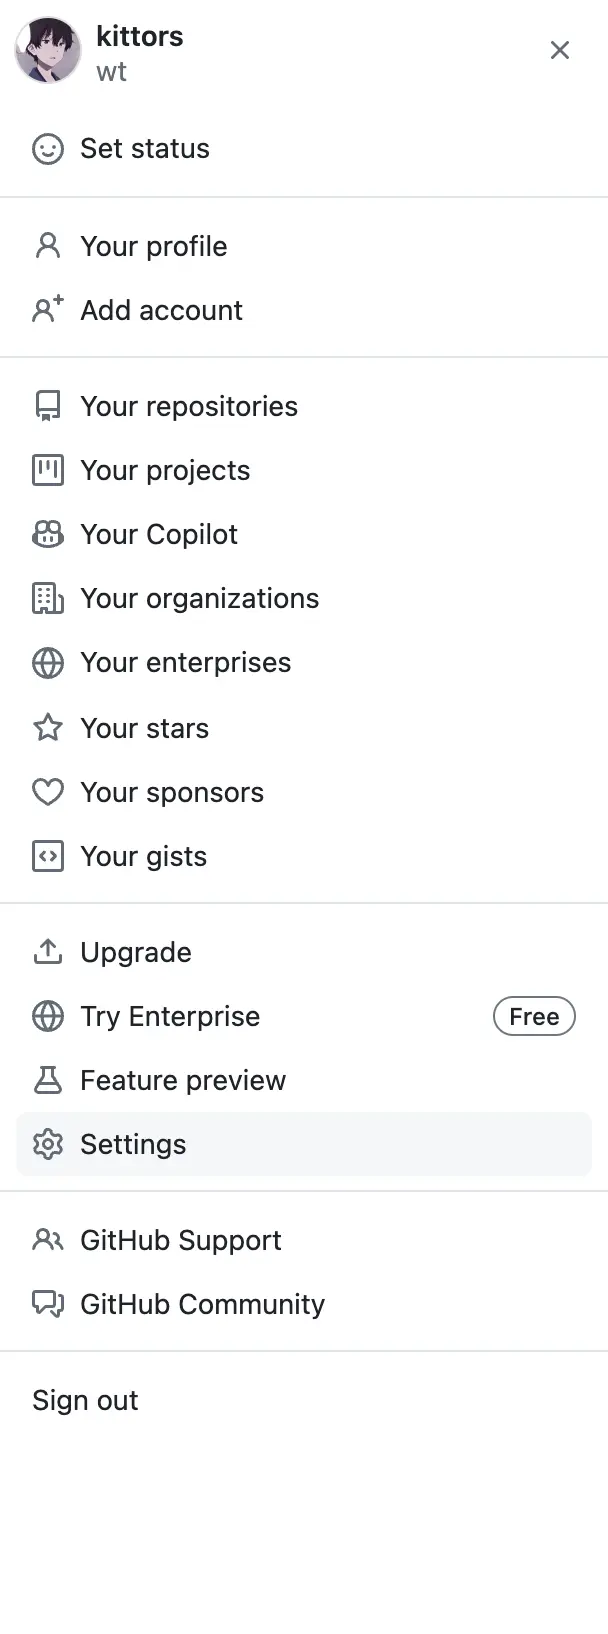 kittors
wt
Set status
Your profile
Add account
Your repositories
Your projects
Your Copilot
Your organizations
Your enterprises
Your stars
Your sponsors
Your gists
Upgrade
Try Enterprise Free
Feature preview
Settings
GitHub Support
GitHub Community
Sign out